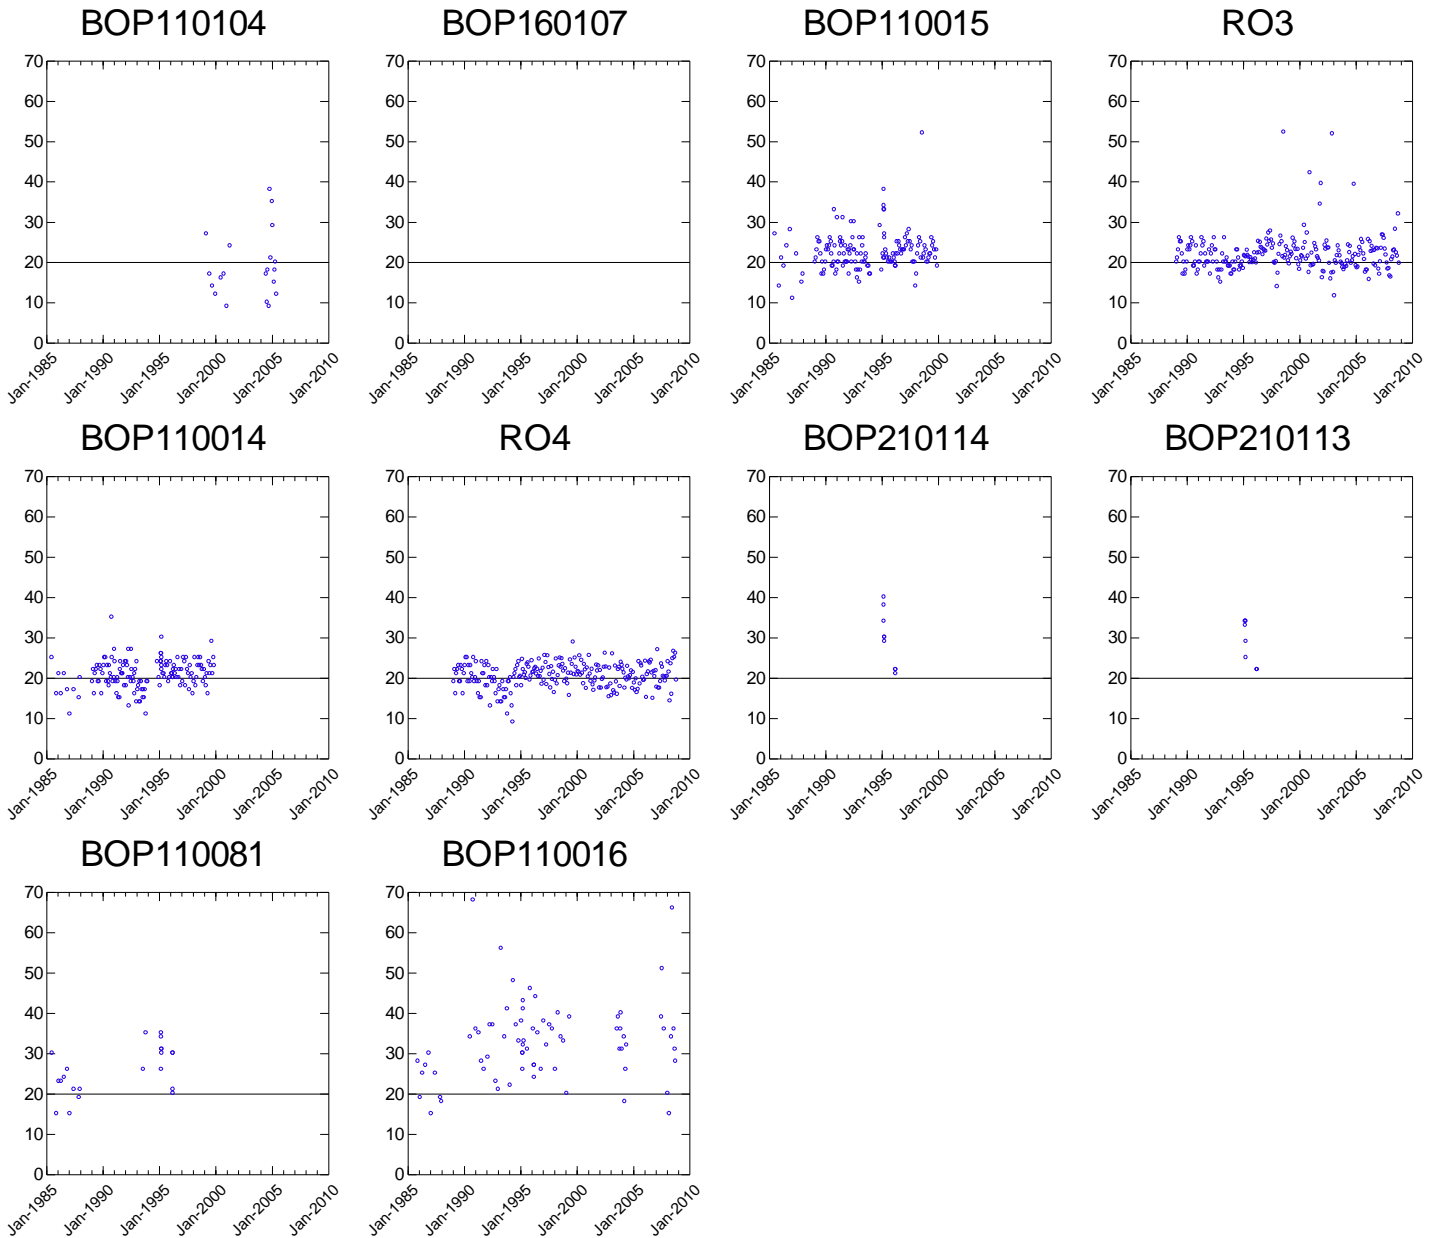 BOP110104 BOP160107 BOP110015 RO3
70 70 70 70
60 60 60 60
50 50 50 50
40 40 40 40
30 30 30 30
20 20 20 20
10 10 10 10
0 0 0 0
Jan-1985 Jan-1990 Jan-1995 Jan-2000 Jan-2005 Jan-2010 Jan-1985 Jan-1990 Jan-1995 Jan-2000 Jan-2005 Jan-2010 Jan-1985 Jan-1990 Jan-1995 Jan-2000 Jan-2005 Jan-2010 Jan-1985 Jan-1990 Jan-1995 Jan-2000 Jan-2005 Jan-2010
BOP110014 RO4 BOP210114 BOP210113
70 70 70 70
60 60 60 60
50 50 50 50
40 40 40 40
30 30 30 30
20 20 20 20
10 10 10 10
0 0 0 0
Jan-1985 Jan-1990 Jan-1995 Jan-2000 Jan-2005 Jan-2010 Jan-1985 Jan-1990 Jan-1995 Jan-2000 Jan-2005 Jan-2010 Jan-1985 Jan-1990 Jan-1995 Jan-2000 Jan-2005 Jan-2010 Jan-1985 Jan-1990 Jan-1995 Jan-2000 Jan-2005 Jan-2010
BOP110081 BOP110016
70 70
60 60
50 50
40 40
30 30
20 20
10 10
0 0
Jan-1985 Jan-1990 Jan-1995 Jan-2000 Jan-2005 Jan-2010 Jan-1985 Jan-1990 Jan-1995 Jan-2000 Jan-2005 Jan-2010